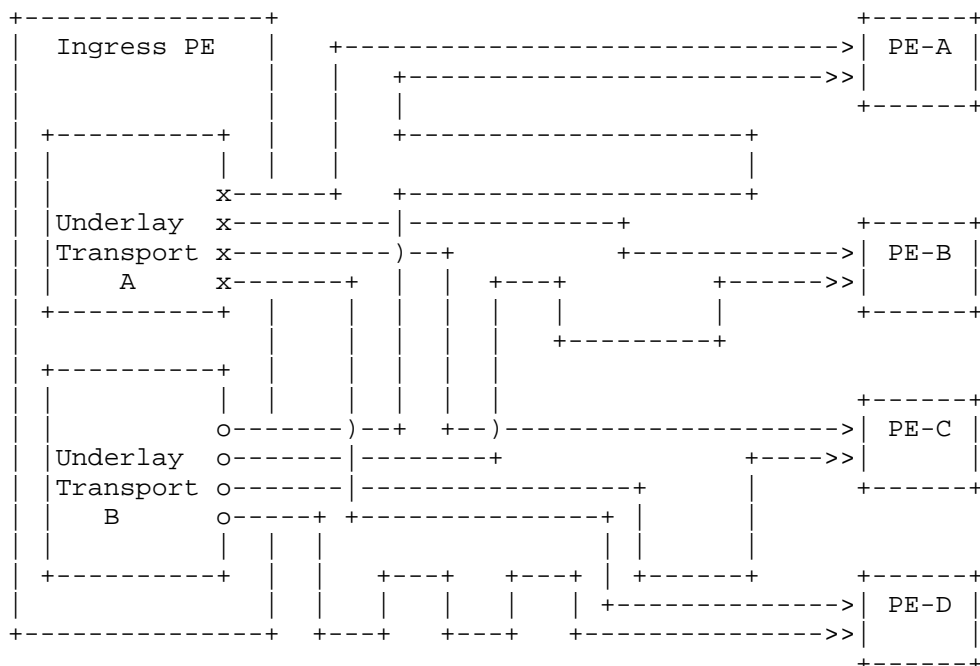 Ingress PE
PE-A
Underlay
Transport
A
PE-B
Underlay
Transport
B
PE-C
PE-D